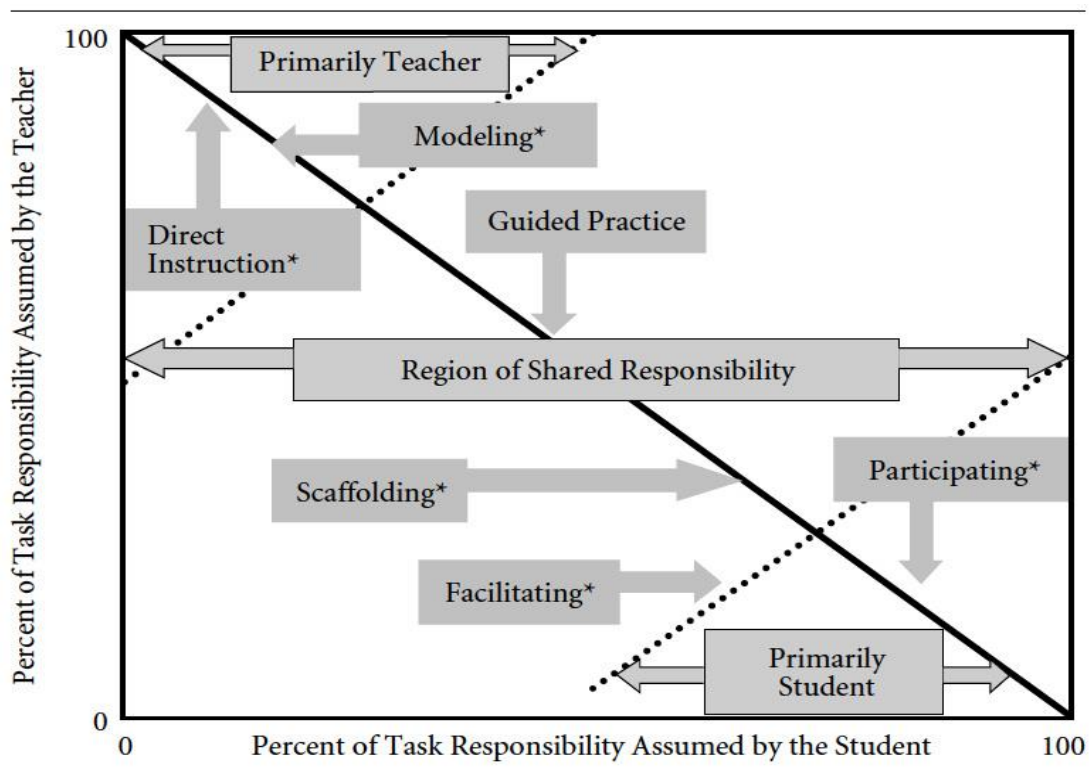 Percent of Task Responsibility Assumed by the Teacher
100
Primarily Teacher
Modeling*
Guided Practice
Direct
Instruction*
Region of Shared Responsibility
Participating*
Scaffolding*
Facilitating*
Primarily
Student
0
0
Percent of Task Responsibility Assumed by the Student
100